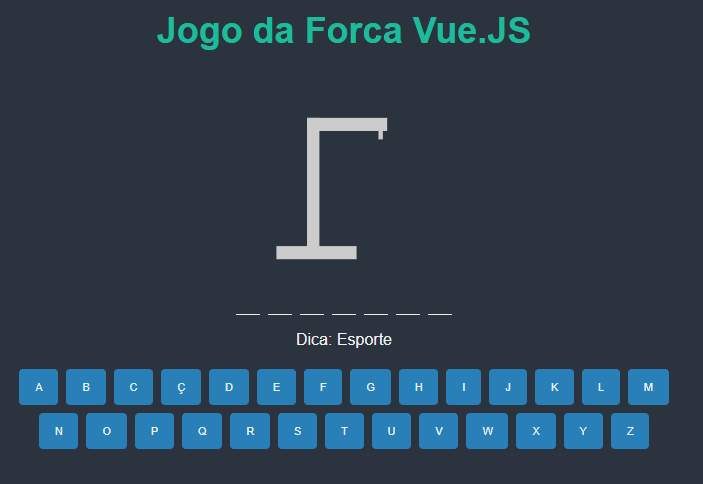 Jogo da Forca Vue.JS
_ _ _ _ _ _ _
Dica: Esporte
A B C Ç D E F G H I J K L M
N O P Q R S T U V W X Y Z